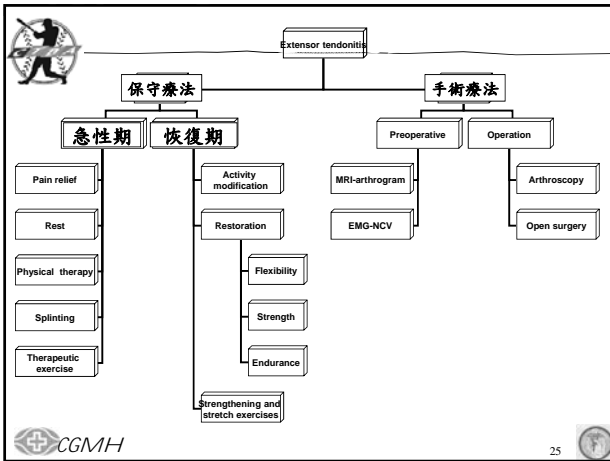 Extensor tendonitis
保守療法
手術療法
急性期
恢復期
Preoperative
Operation
Pain relief
Activity
modification
MRI-arthrogram
Arthroscopy
Rest
Restoration
EMG-NCV
Open surgery
Physical therapy
Flexibility
Splinting
Strength
Therapeutic
exercise
Endurance
Strengthening and
stretch exercises
CGMH
25